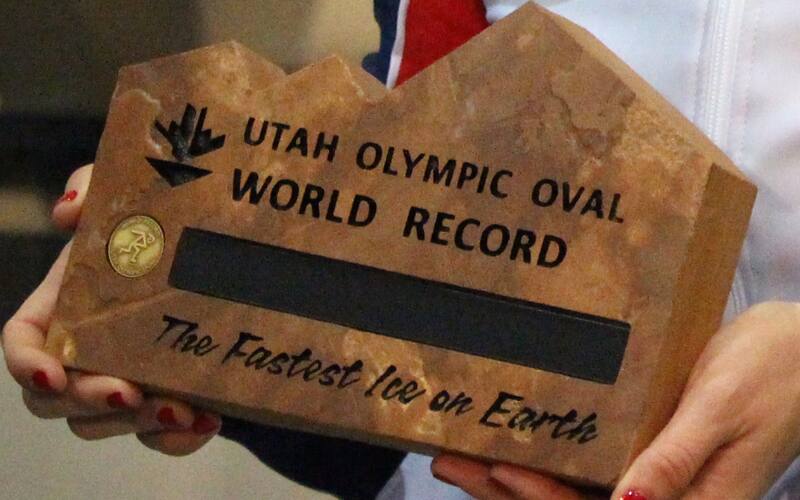 UTAH OLYMPIC OVAL
WORLD RECORD
The Fastest Ice on Earth